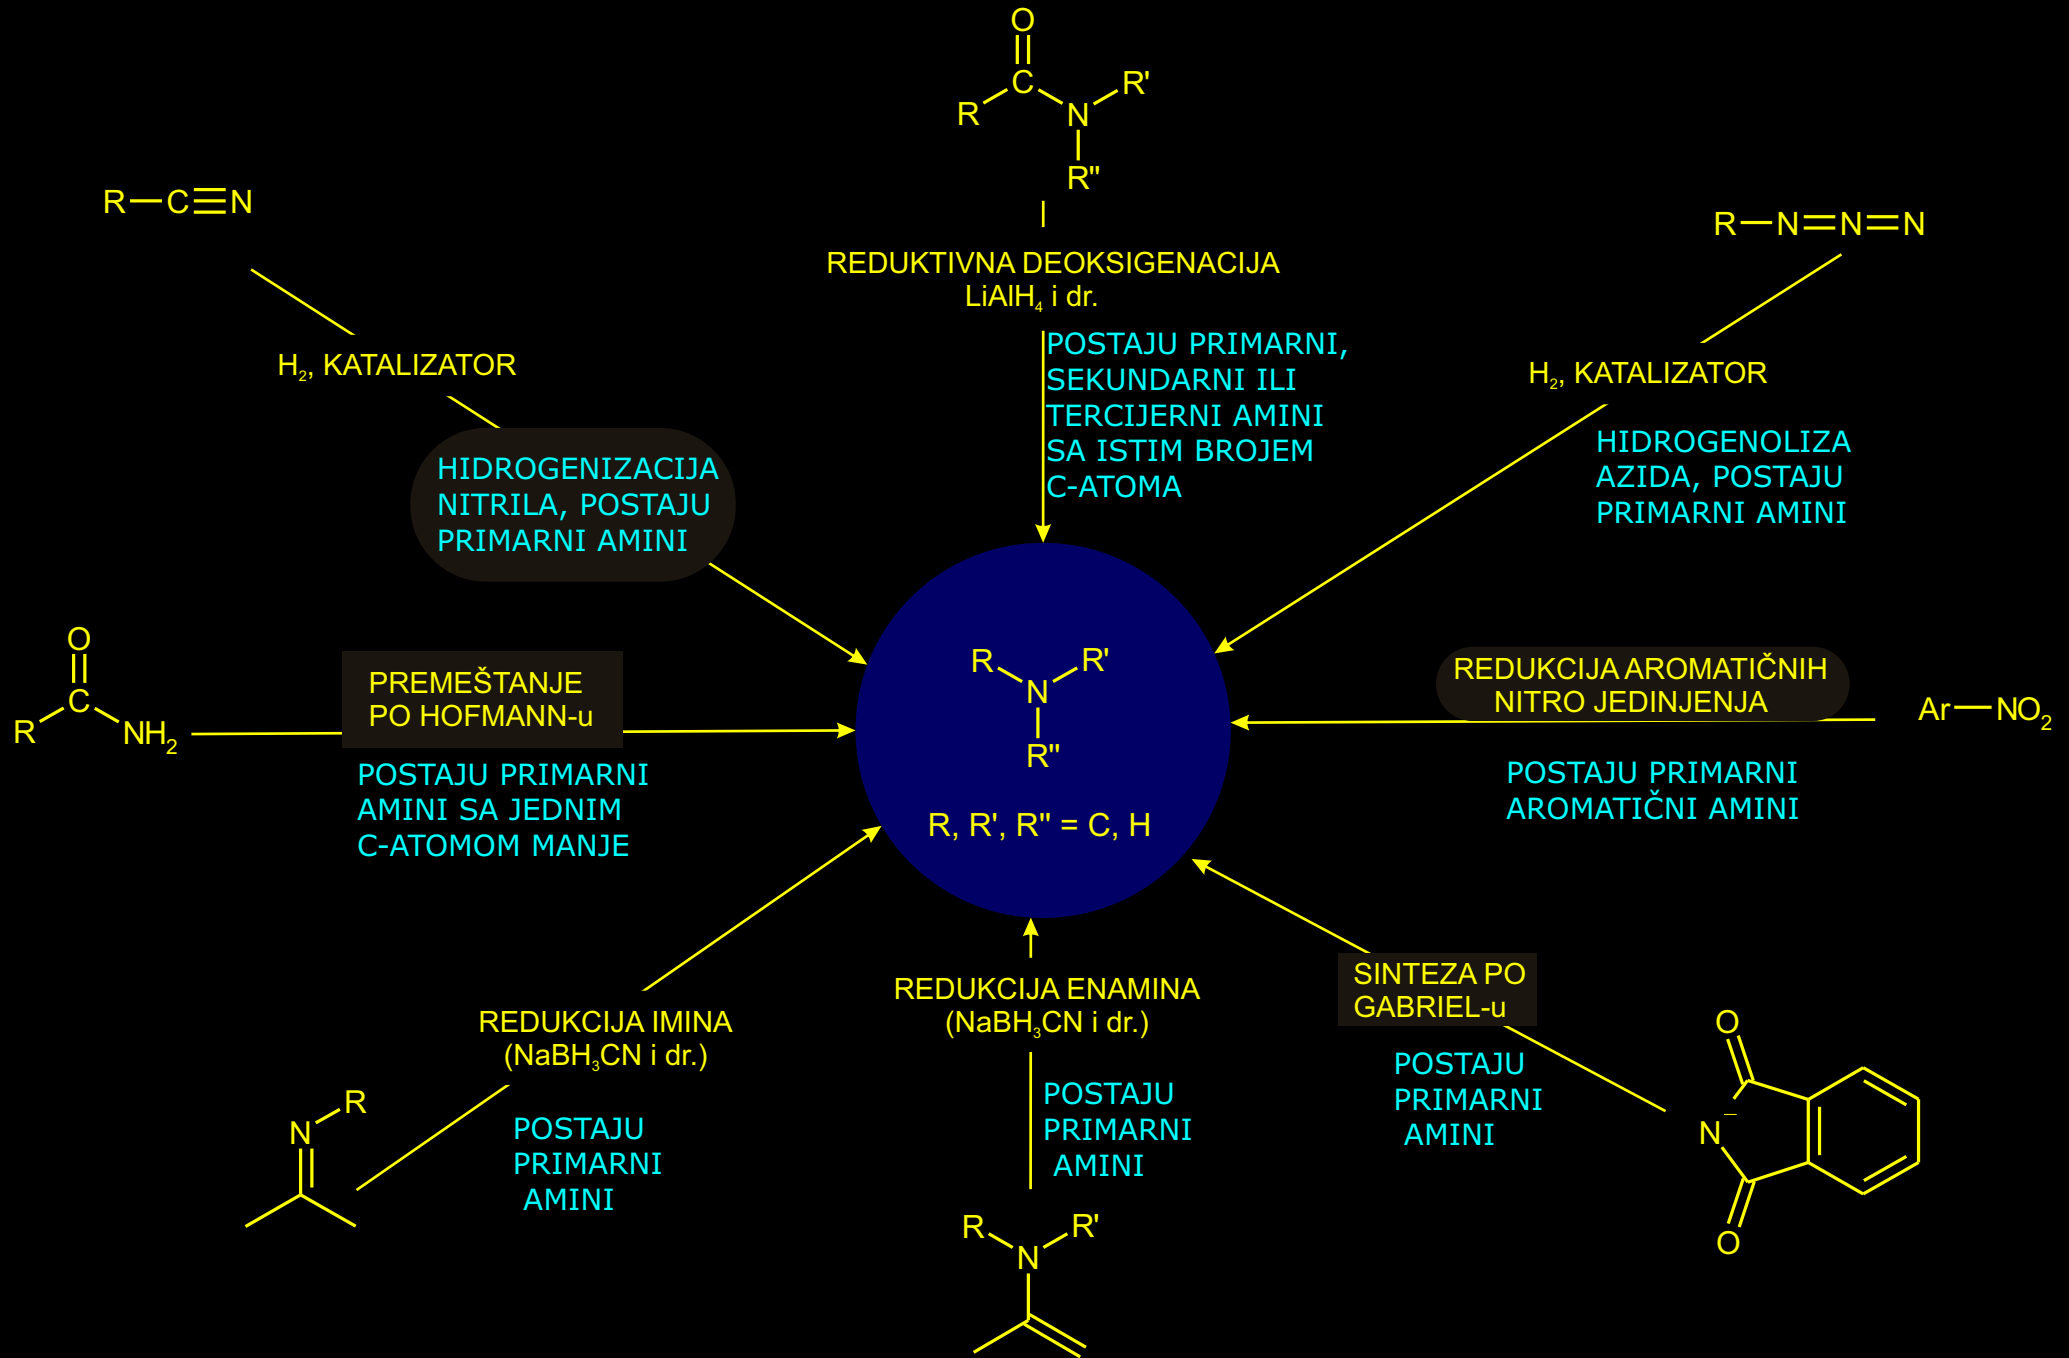 O
C
R
N
R'
R"
R—C≡N
R—N=N=N
REDUKTIVNA DEOKSIGENACIJA
LiAlH₄ i dr.
H₂, KATALIZATOR
H₂, KATALIZATOR
POSTAJU PRIMARNI,
SEKUNDARNI ILI
TERCIJERNI AMINI
SA ISTIM BROJEM
C-ATOMA
HIDROGENIZACIJA
NITRILA, POSTAJU
PRIMARNI AMINI
HIDROGENOLIZA
AZIDA, POSTAJU
PRIMARNI AMINI
O
C
R
NH₂
PREMEŠTANJE
PO HOFMANN-u
POSTAJU PRIMARNI
AMINI SA JEDNIM
C-ATOMOM MANJE
R
R'
N
R"
R, R', R" = C, H
REDUKCIJA AROMATIČNIH
NITRO JEDINJENJA
Ar—NO₂
POSTAJU PRIMARNI
AROMATIČNI AMINI
REDUKCIJA IMINA
(NaBH₃CN i dr.)
POSTAJU
PRIMARNI
AMINI
R
N
REDUKCIJA ENAMINA
(NaBH₃CN i dr.)
POSTAJU
PRIMARNI
AMINI
R
R'
N
SINTEZA PO
GABRIEL-u
POSTAJU
PRIMARNI
AMINI
O
N⁻
O